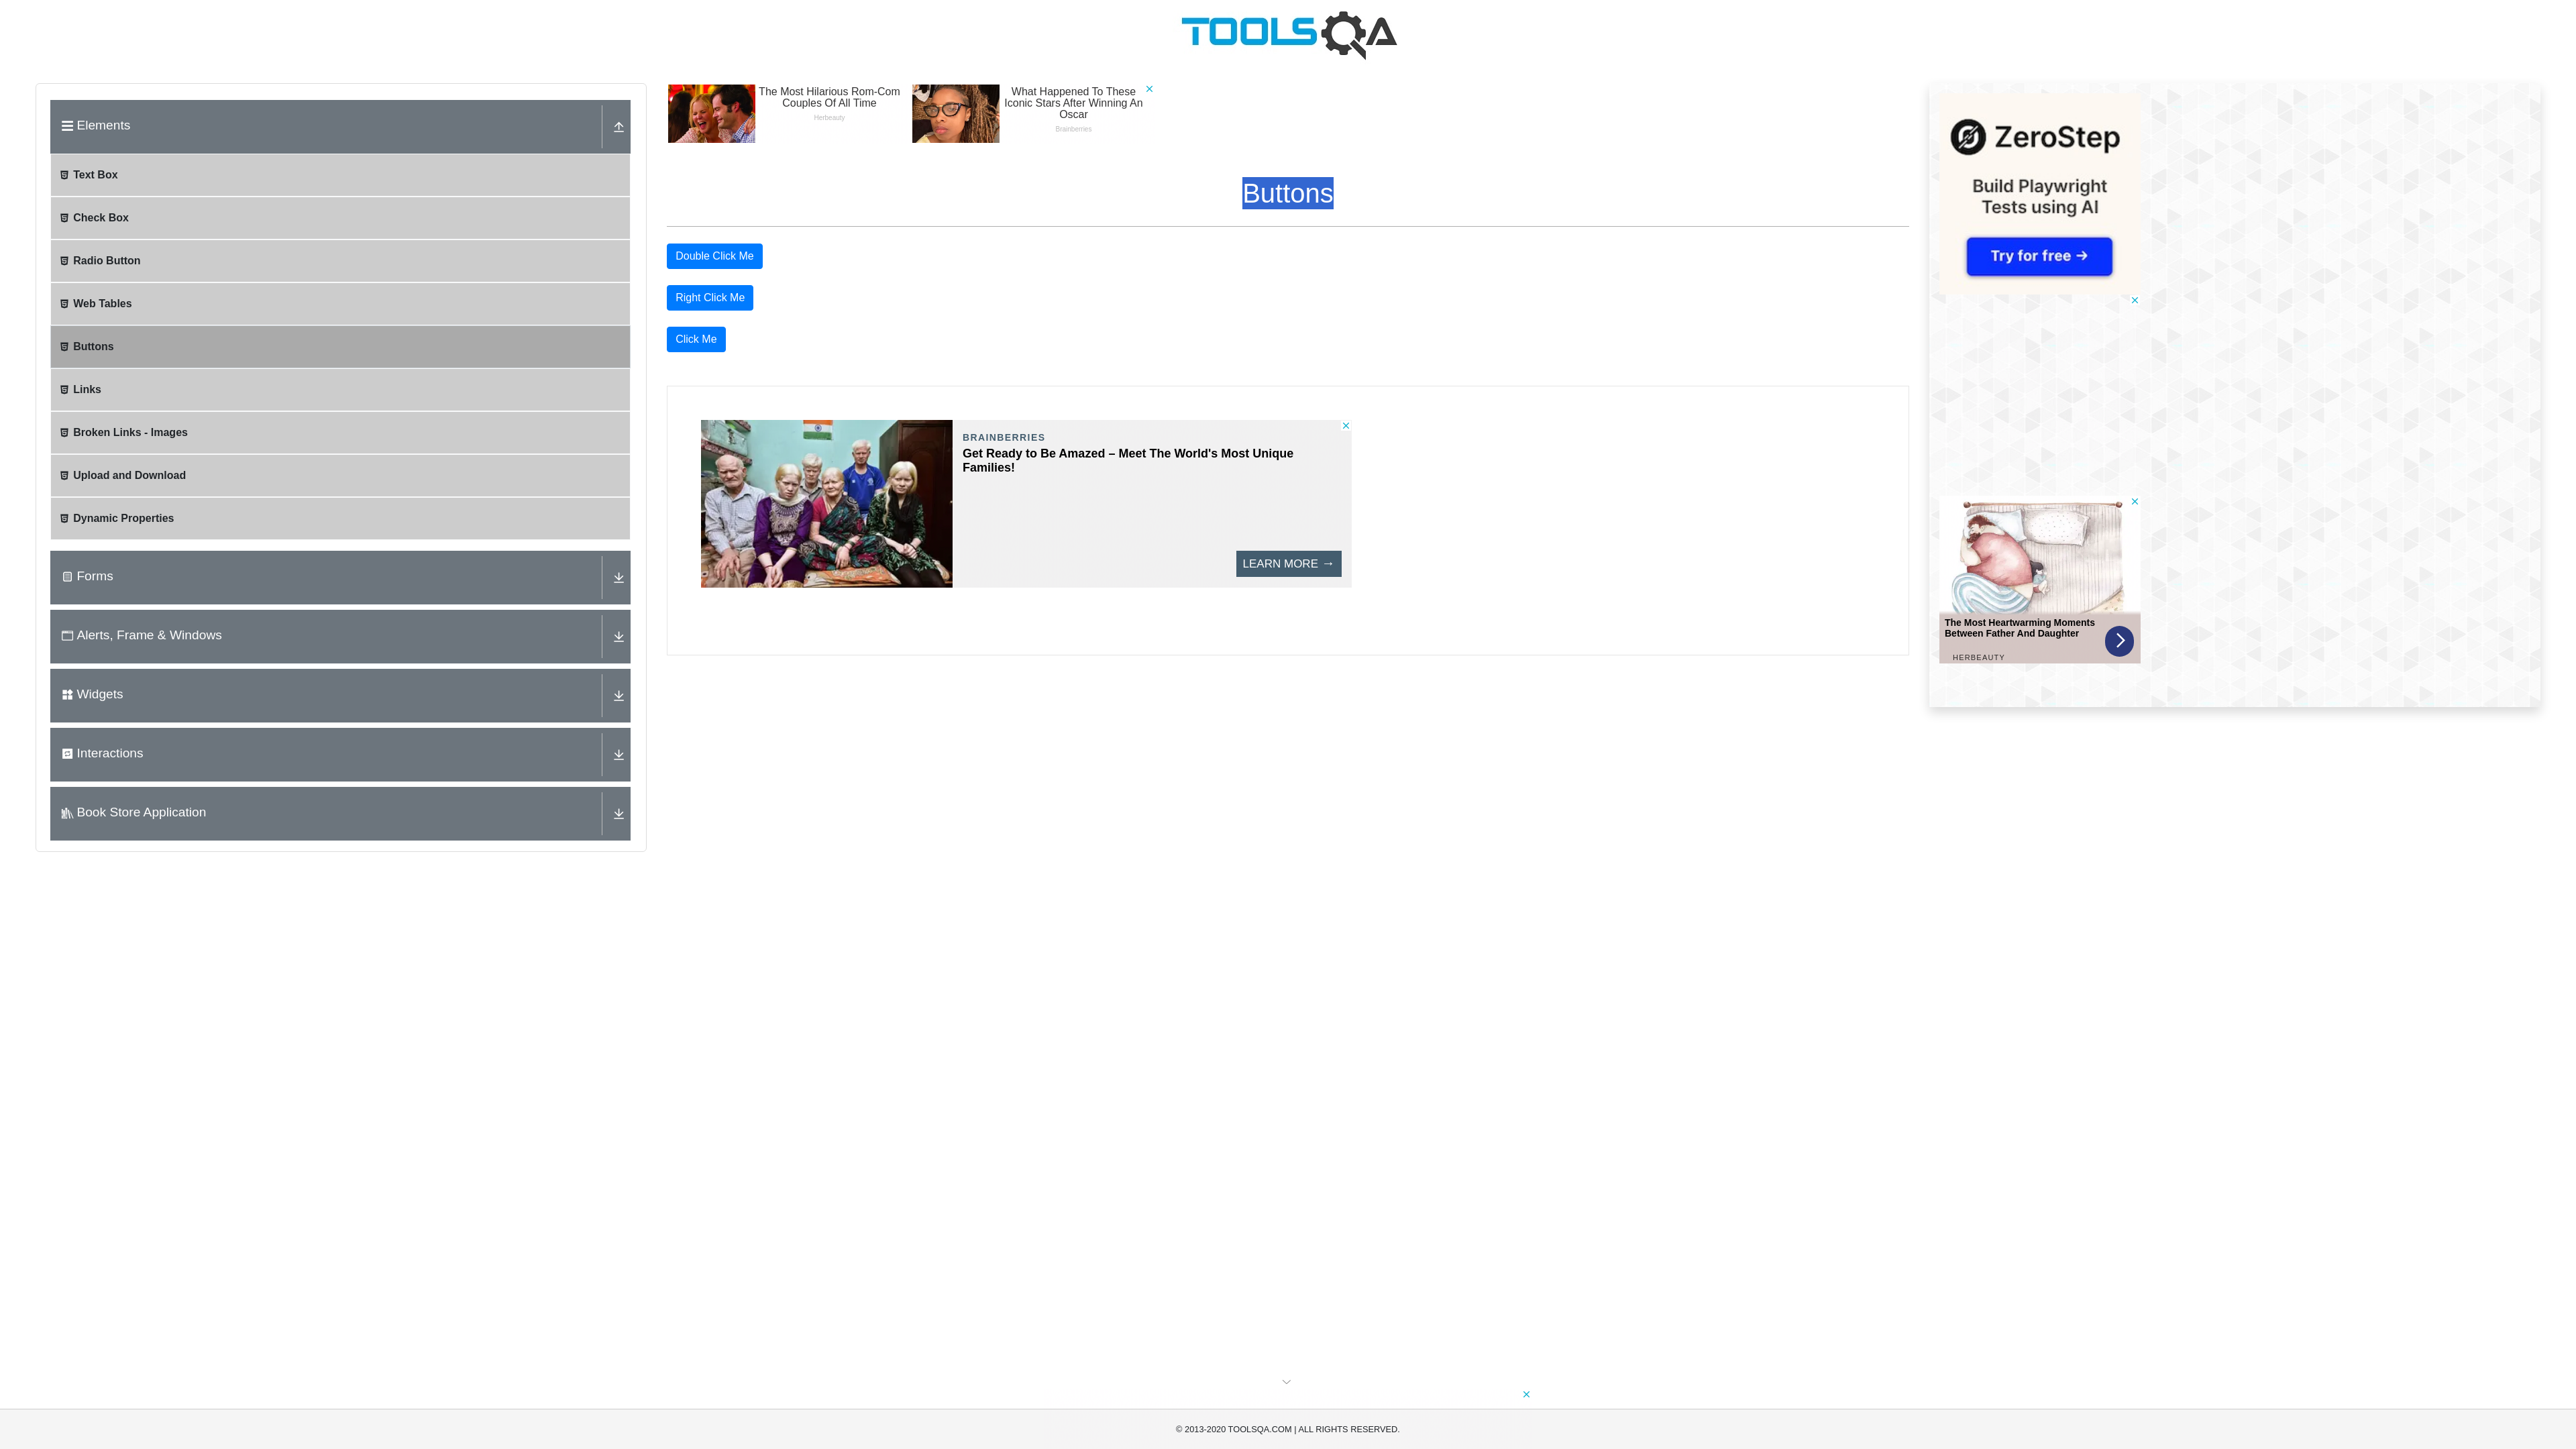 TOOLSQA
Elements
Text Box
Check Box
Radio Button
Web Tables
Buttons
Links
Broken Links - Images
Upload and Download
Dynamic Properties
Forms
Alerts, Frame & Windows
Widgets
Interactions
Book Store Application
The Most Hilarious Rom-Com
Couples Of All Time
Herbeauty
What Happened To These
Iconic Stars After Winning An
Oscar
Brainberries
Buttons
Double Click Me
Right Click Me
Click Me
BRAINBERRIES
Get Ready to Be Amazed – Meet The World's Most Unique
Families!
LEARN MORE →
ZeroStep
Build Playwright
Tests using AI
Try for free →
The Most Heartwarming Moments
Between Father And Daughter
HERBEAUTY
© 2013-2020 TOOLSQA.COM | ALL RIGHTS RESERVED.